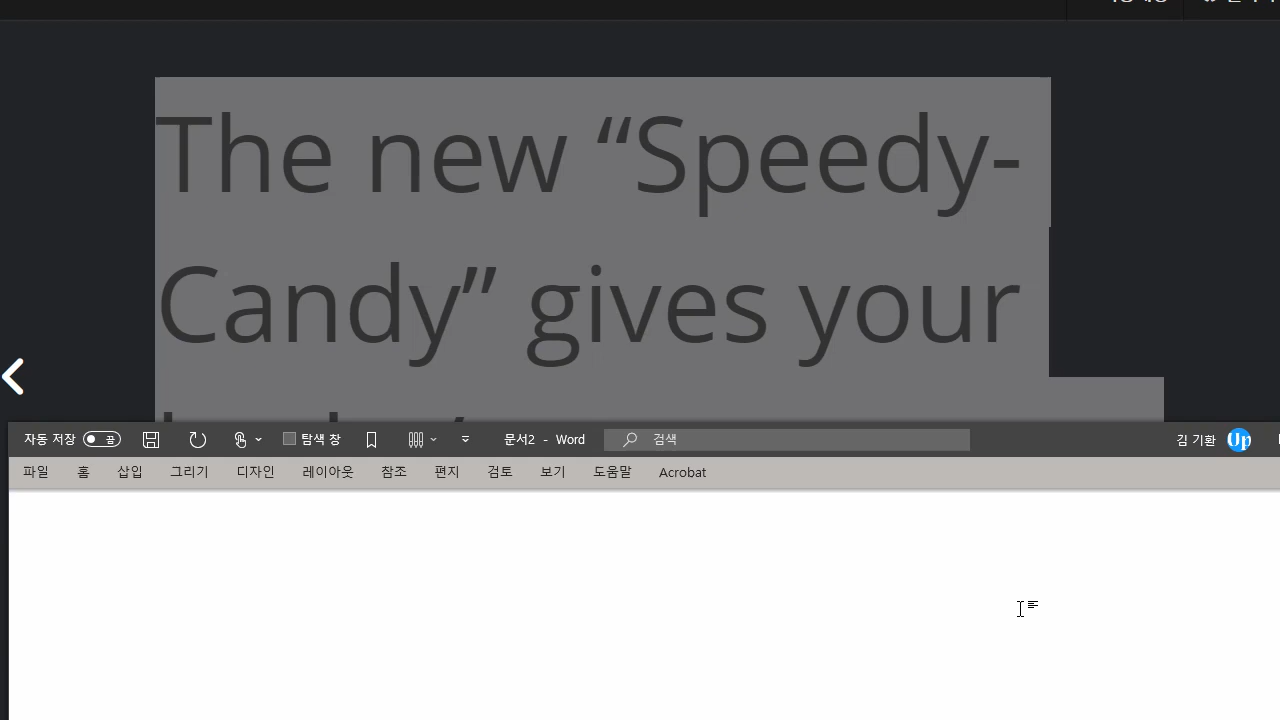 The new “Speedy-
Candy” gives your
자동 저장 끔 탐색 창 문서2 - Word 검색 김 기환 Up
파일 홈 삽입 그리기 디자인 레이아웃 참조 편지 검토 보기 도움말 Acrobat